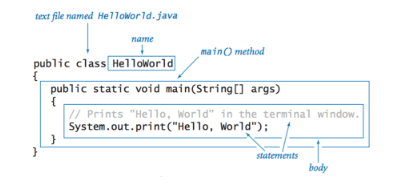 text file named HelloWorld.java
name
main() method
public class HelloWorld
{
public static void main(String[] args)
{
// Prints "Hello, World" in the terminal window.
System.out.print("Hello, World");
}
}
statements
body